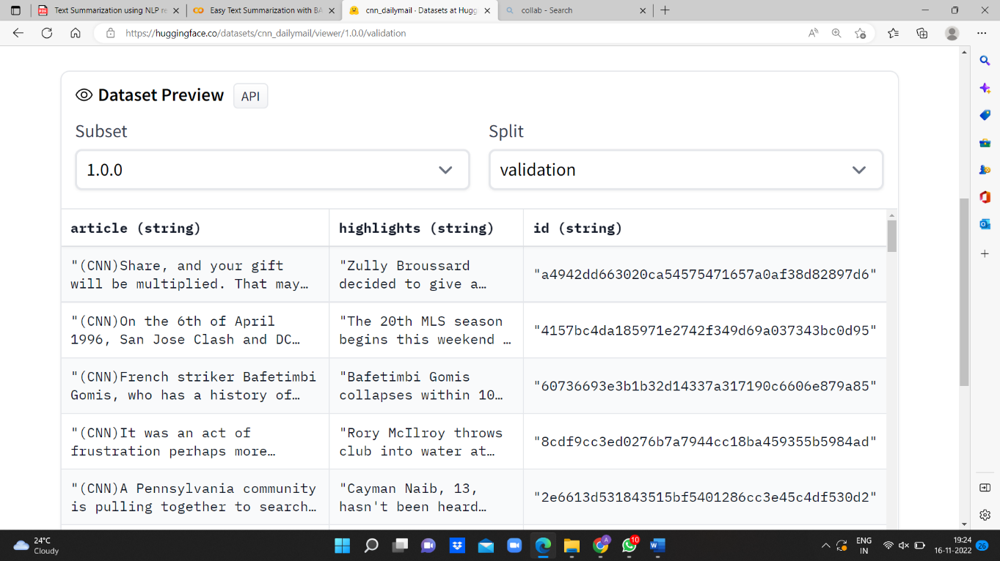 Text Summarization using NLP re
Easy Text Summarization with BA
cnn_dailymail · Datasets at Hugg
collab - Search
https://huggingface.co/datasets/cnn_dailymail/viewer/1.0.0/validation
Dataset Preview
API
Subset
Split
1.0.0
validation
article (string)
highlights (string)
id (string)
"(CNN)Share, and your gift
will be multiplied. That may…
"Zully Broussard
decided to give a…
"a4942dd663020ca54575471657a0af38d82897d6"
"(CNN)On the 6th of April
1996, San Jose Clash and DC…
"The 20th MLS season
begins this weekend …
"4157bc4da185971e2742f349d69a037343bc0d95"
"(CNN)French striker Bafetimbi
Gomis, who has a history of…
"Bafetimbi Gomis
collapses within 10…
"60736693e3b1b32d14337a317190c6606e879a85"
"(CNN)It was an act of
frustration perhaps more…
"Rory McIlroy throws
club into water at…
"8cdf9cc3ed0276b7a7944cc18ba459355b5984ad"
"(CNN)A Pennsylvania community
is pulling together to search…
"Cayman Naib, 13,
hasn't been heard…
"2e6613d531843515bf5401286cc3e45c4df530d2"
24°C
Cloudy
A
10
ENG
IN
19:24
16-11-2022
26